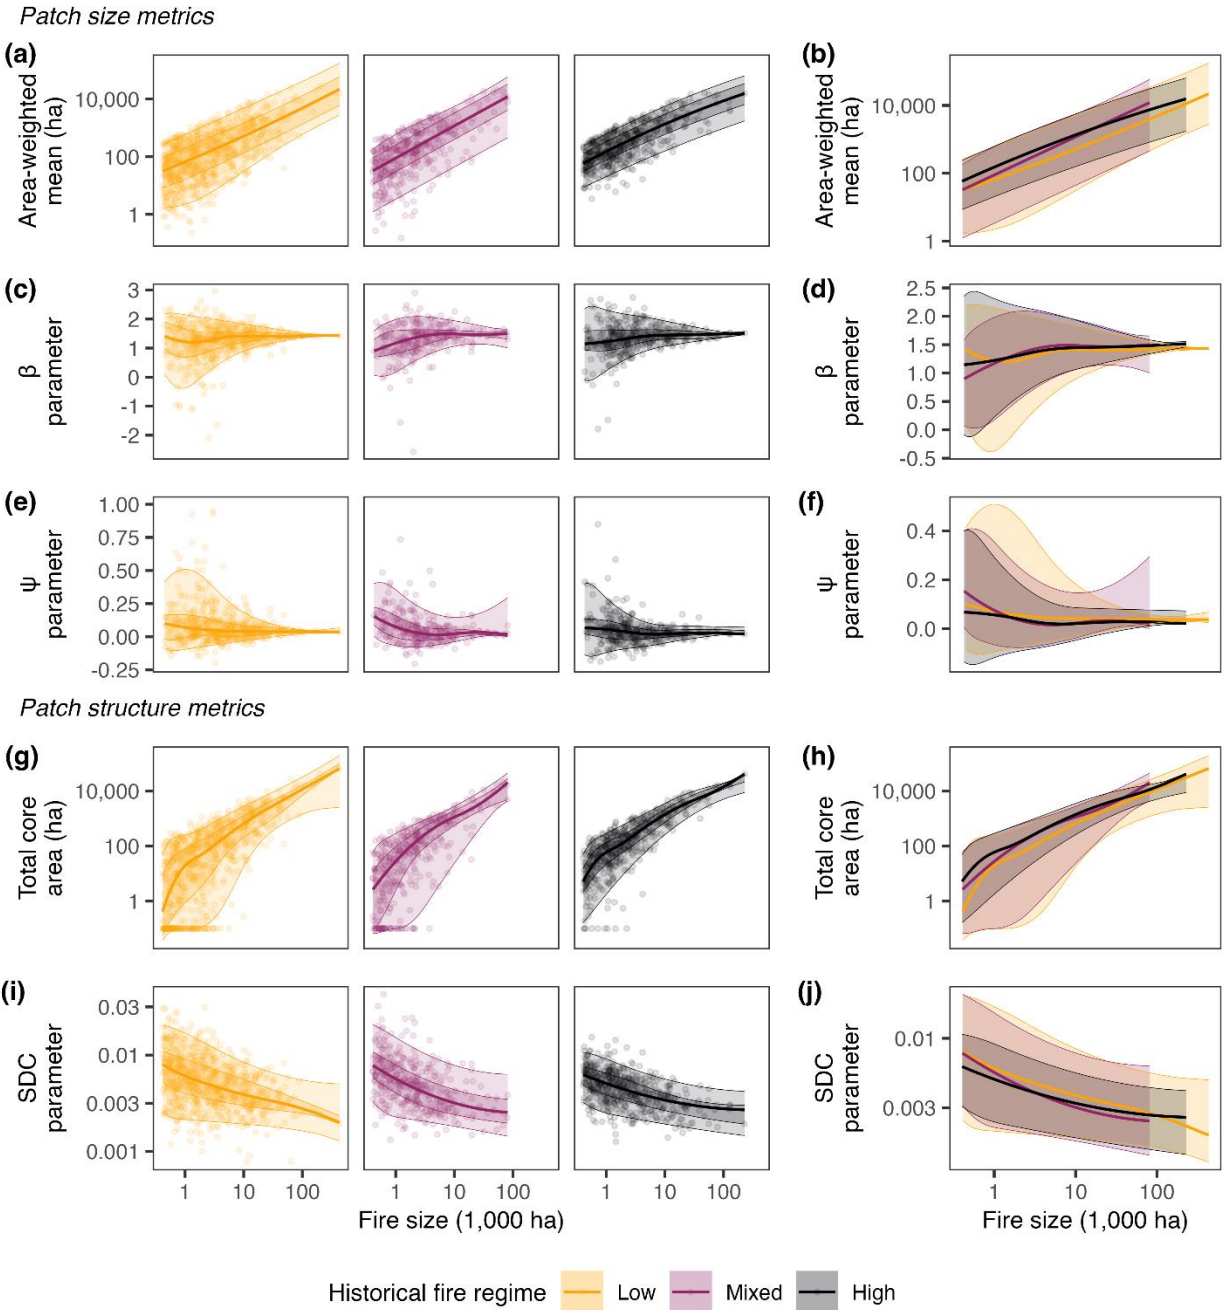 Patch size metrics
(a)
(b)
Area-weighted
mean (ha)
10,000
100
1
Area-weighted
mean (ha)
10,000
100
1
(c)
(d)
β
parameter
3
2
1
0
-1
-2
β
parameter
2.5
2.0
1.5
1.0
0.5
0.0
-0.5
(e)
(f)
ψ
parameter
1.00
0.75
0.50
0.25
0.00
-0.25
ψ
parameter
0.4
0.2
0.0
Patch structure metrics
(g)
(h)
Total core
area (ha)
10,000
100
1
Total core
area (ha)
10,000
100
1
(i)
(j)
SDC
parameter
0.03
0.01
0.003
0.001
SDC
parameter
0.01
0.003
1 10 100 1 10 100 1 10 100 1 10 100
Fire size (1,000 ha) Fire size (1,000 ha)
Historical fire regime Low Mixed High